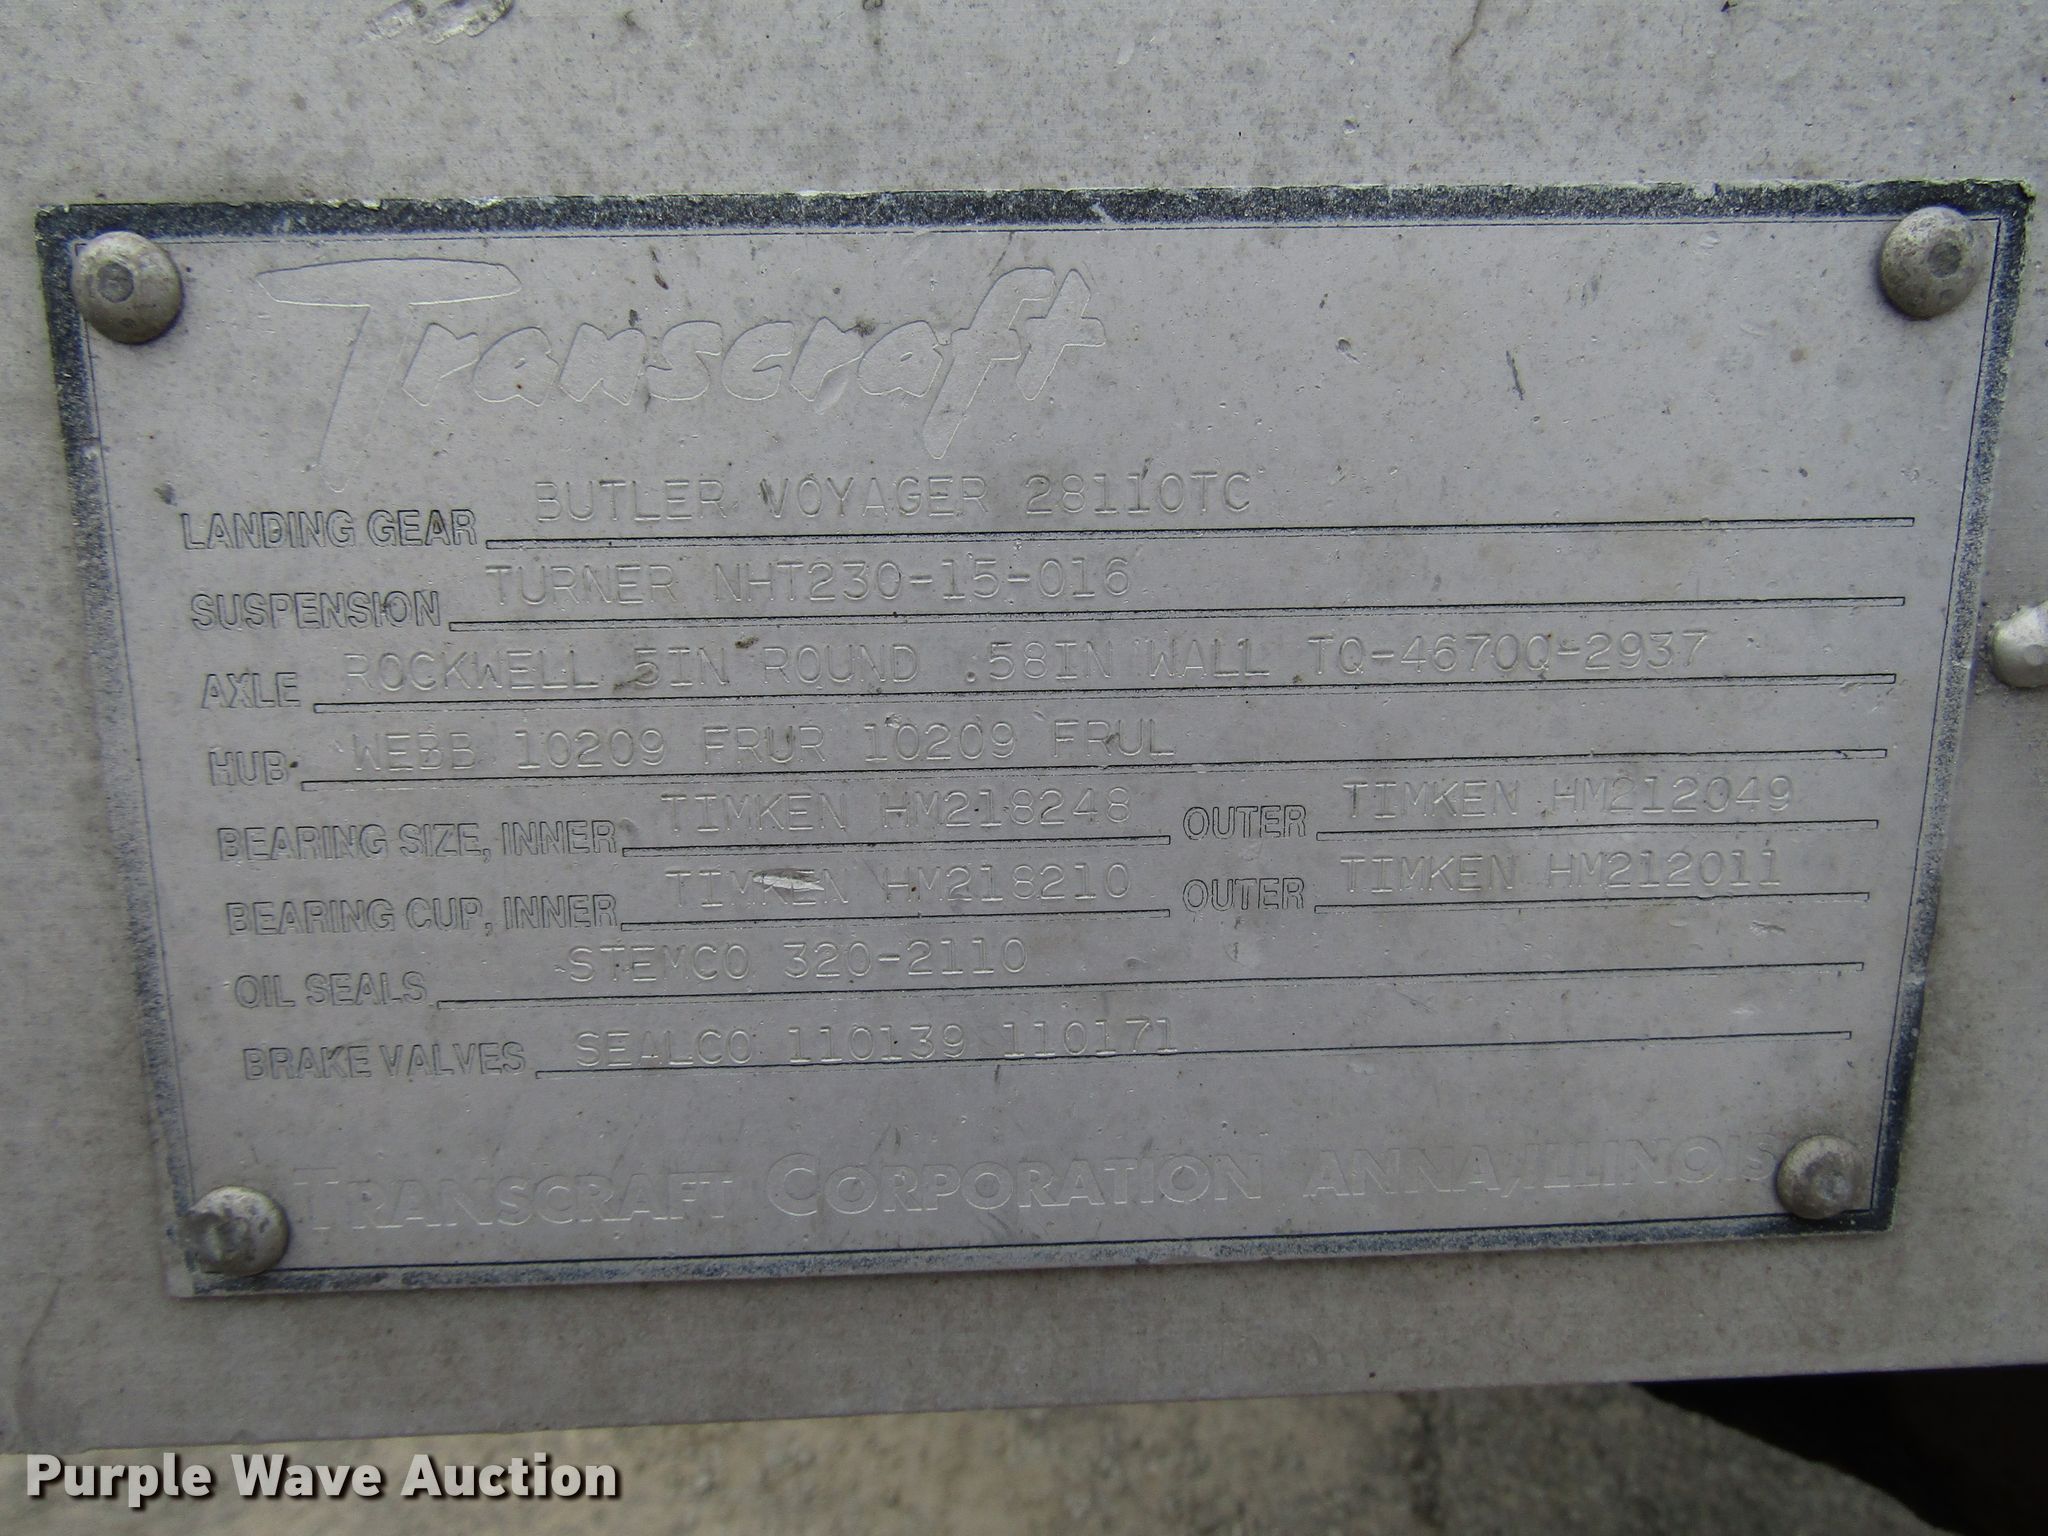 Transcraft
LANDING GEAR BUTLER VOYAGER 28110TC
SUSPENSION TURNER NHT230-15-016
AXLE ROCKWELL 5IN ROUND .58IN WALL TQ-4670Q-2937
HUB WEBB 10209 FRUR 10209 FRUL
BEARING SIZE, INNER TIMKEN HM218248 OUTER TIMKEN HM212049
BEARING CUP, INNER TIMKEN HM218210 OUTER TIMKEN HM212011
OIL SEALS STEMCO 320-2110
BRAKE VALVES SEALCO 110139 110171
TRANSCRAFT CORPORATION ANNA, ILLINOIS
Purple Wave Auction